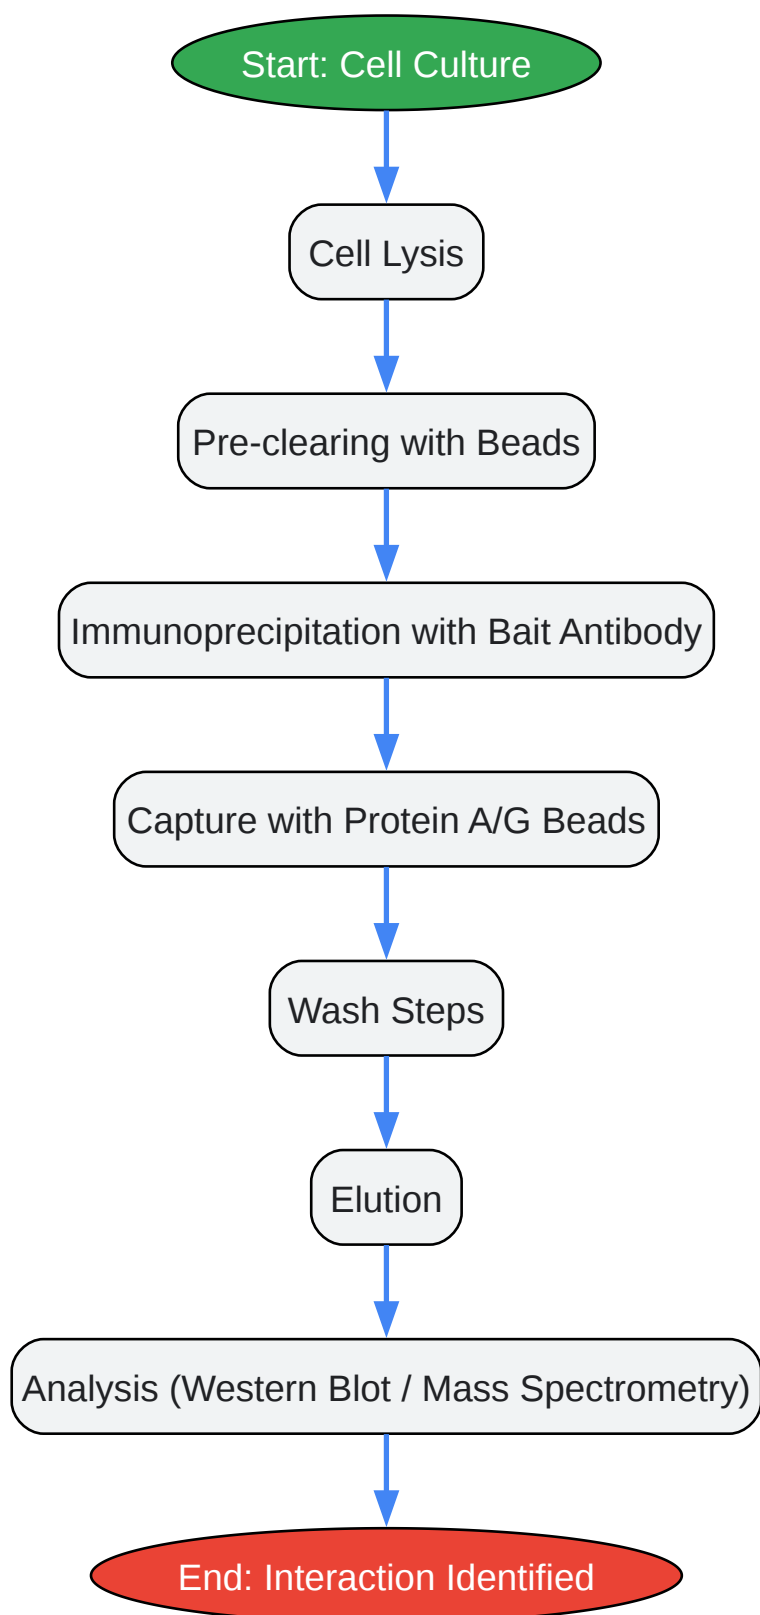 Start: Cell Culture
Cell Lysis
Pre-clearing with Beads
Immunoprecipitation with Bait Antibody
Capture with Protein A/G Beads
Wash Steps
Elution
Analysis (Western Blot / Mass Spectrometry)
End: Interaction Identified